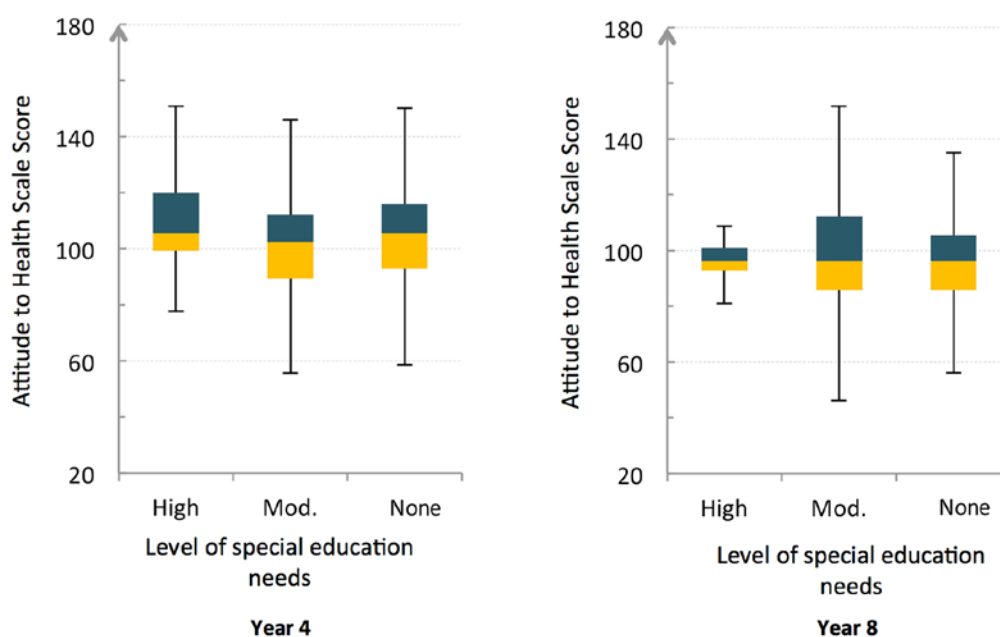 Attitude to Health Scale Score
180
140
100
60
20
High Mod. None
Level of special education
needs
Year 4
Attitude to Health Scale Score
180
140
100
60
20
High Mod. None
Level of special education
needs
Year 8